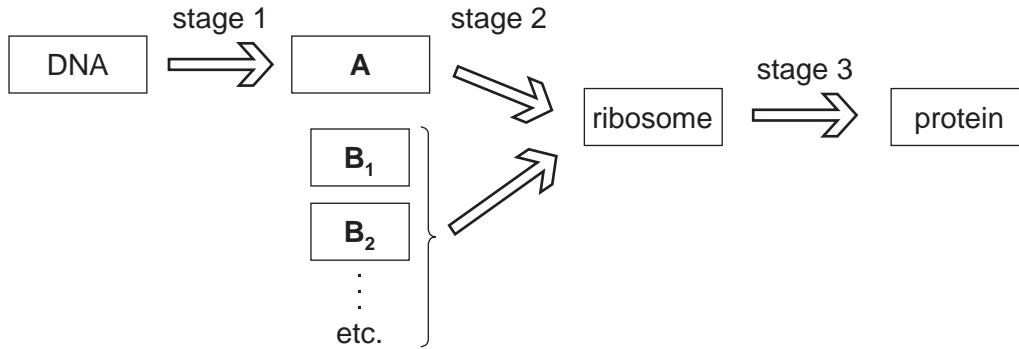 stage 1
stage 2
DNA
A
stage 3
ribosome
protein
B₁
B₂
etc.